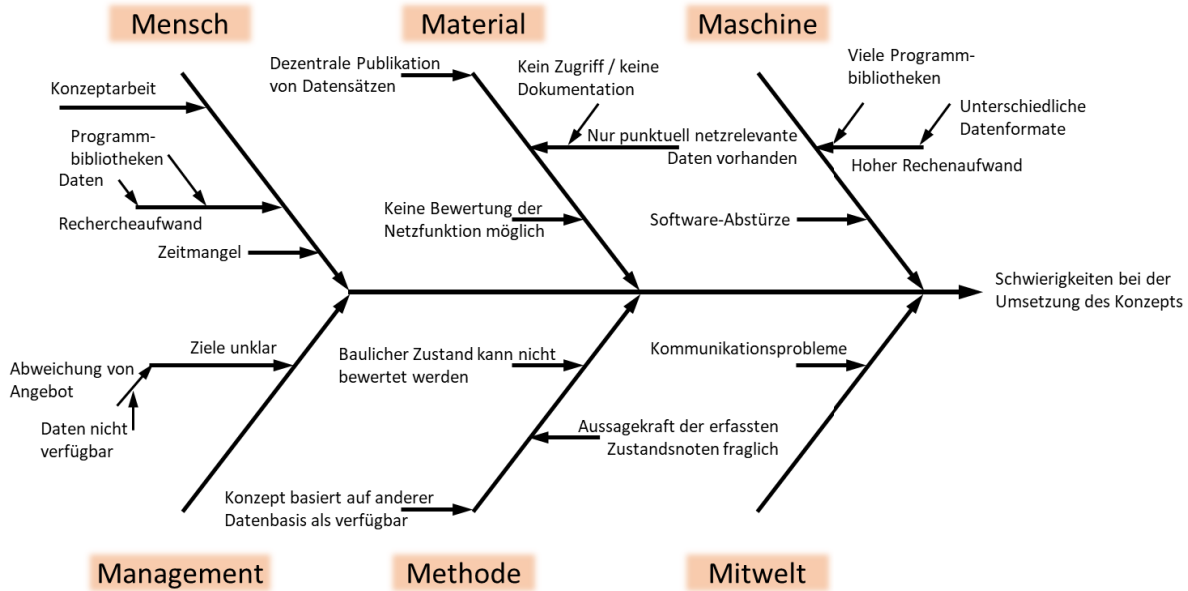 Mensch
Material
Maschine
Konzeptarbeit
Programm-
bibliotheken
Daten
Rechercheaufwand
Zeitmangel
Dezentrale Publikation
von Datensätzen
Kein Zugriff / keine
Dokumentation
Nur punktuell netzrelevante
Daten vorhanden
Keine Bewertung der
Netzfunktion möglich
Viele Programm-
bibliotheken
Unterschiedliche
Datenformate
Hoher Rechenaufwand
Software-Abstürze
Schwierigkeiten bei der
Umsetzung des Konzepts
Ziele unklar
Abweichung von
Angebot
Daten nicht
verfügbar
Baulicher Zustand kann nicht
bewertet werden
Aussagekraft der erfassten
Zustandsnoten fraglich
Konzept basiert auf anderer
Datenbasis als verfügbar
Kommunikationsprobleme
Management
Methode
Mitwelt